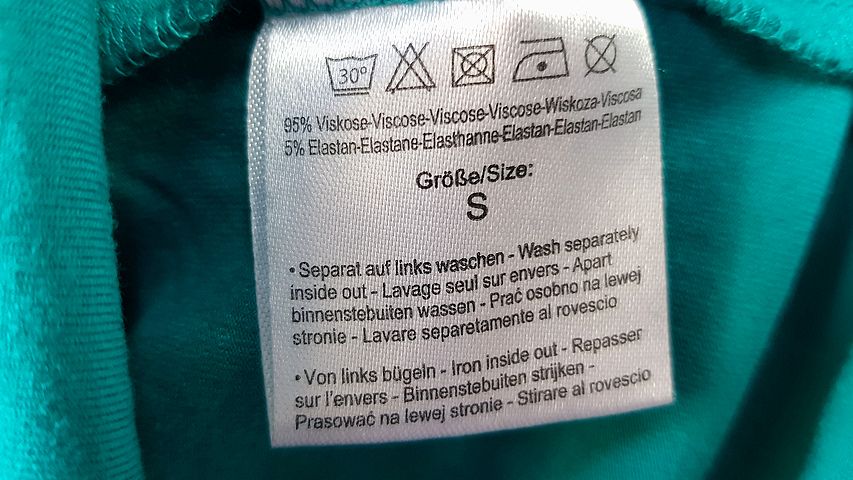 30°
95% Viskose-Viscose-Viscose-Viscose-Wiskoza-Viscosa
5% Elastan-Elastane-Elasthanne-Elastan-Elastan-Elastan
Größe/Size:
S
• Separat auf links waschen - Wash separately
inside out - Lavage seul sur envers - Apart
binnenstebuiten wassen - Prać osobno na lewej
stronie - Lavare separetamente al rovescio
• Von links bügeln - Iron inside out - Repasser
sur l'envers - Binnenstebuiten strijken -
Prasować na lewej stronie - Stirare al rovescio